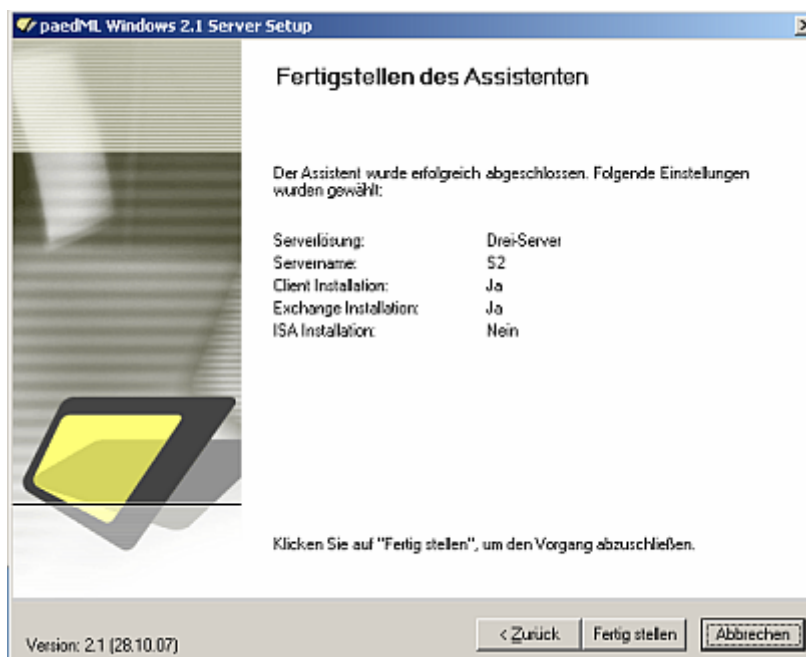 paedML Windows 2.1 Server Setup
Fertigstellen des Assistenten
Der Assistent wurde erfolgreich abgeschlossen. Folgende Einstellungen
wurden gewählt:
Serverlösung: Drei-Server
Servername: S2
Client Installation: Ja
Exchange Installation: Ja
ISA Installation: Nein
Klicken Sie auf "Fertig stellen", um den Vorgang abzuschließen.
Version: 2.1 (28.10.07)
< Zurück Fertig stellen Abbrechen